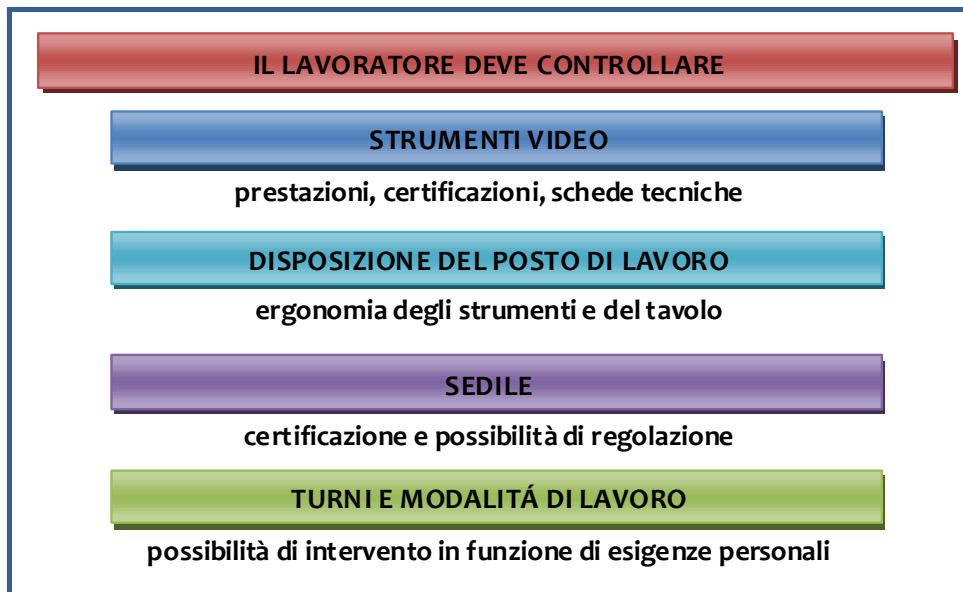 IL LAVORATORE DEVE CONTROLLARE
STRUMENTI VIDEO
prestazioni, certificazioni, schede tecniche
DISPOSIZIONE DEL POSTO DI LAVORO
ergonomia degli strumenti e del tavolo
SEDILE
certificazione e possibilità di regolazione
TURNI E MODALITÁ DI LAVORO
possibilità di intervento in funzione di esigenze personali